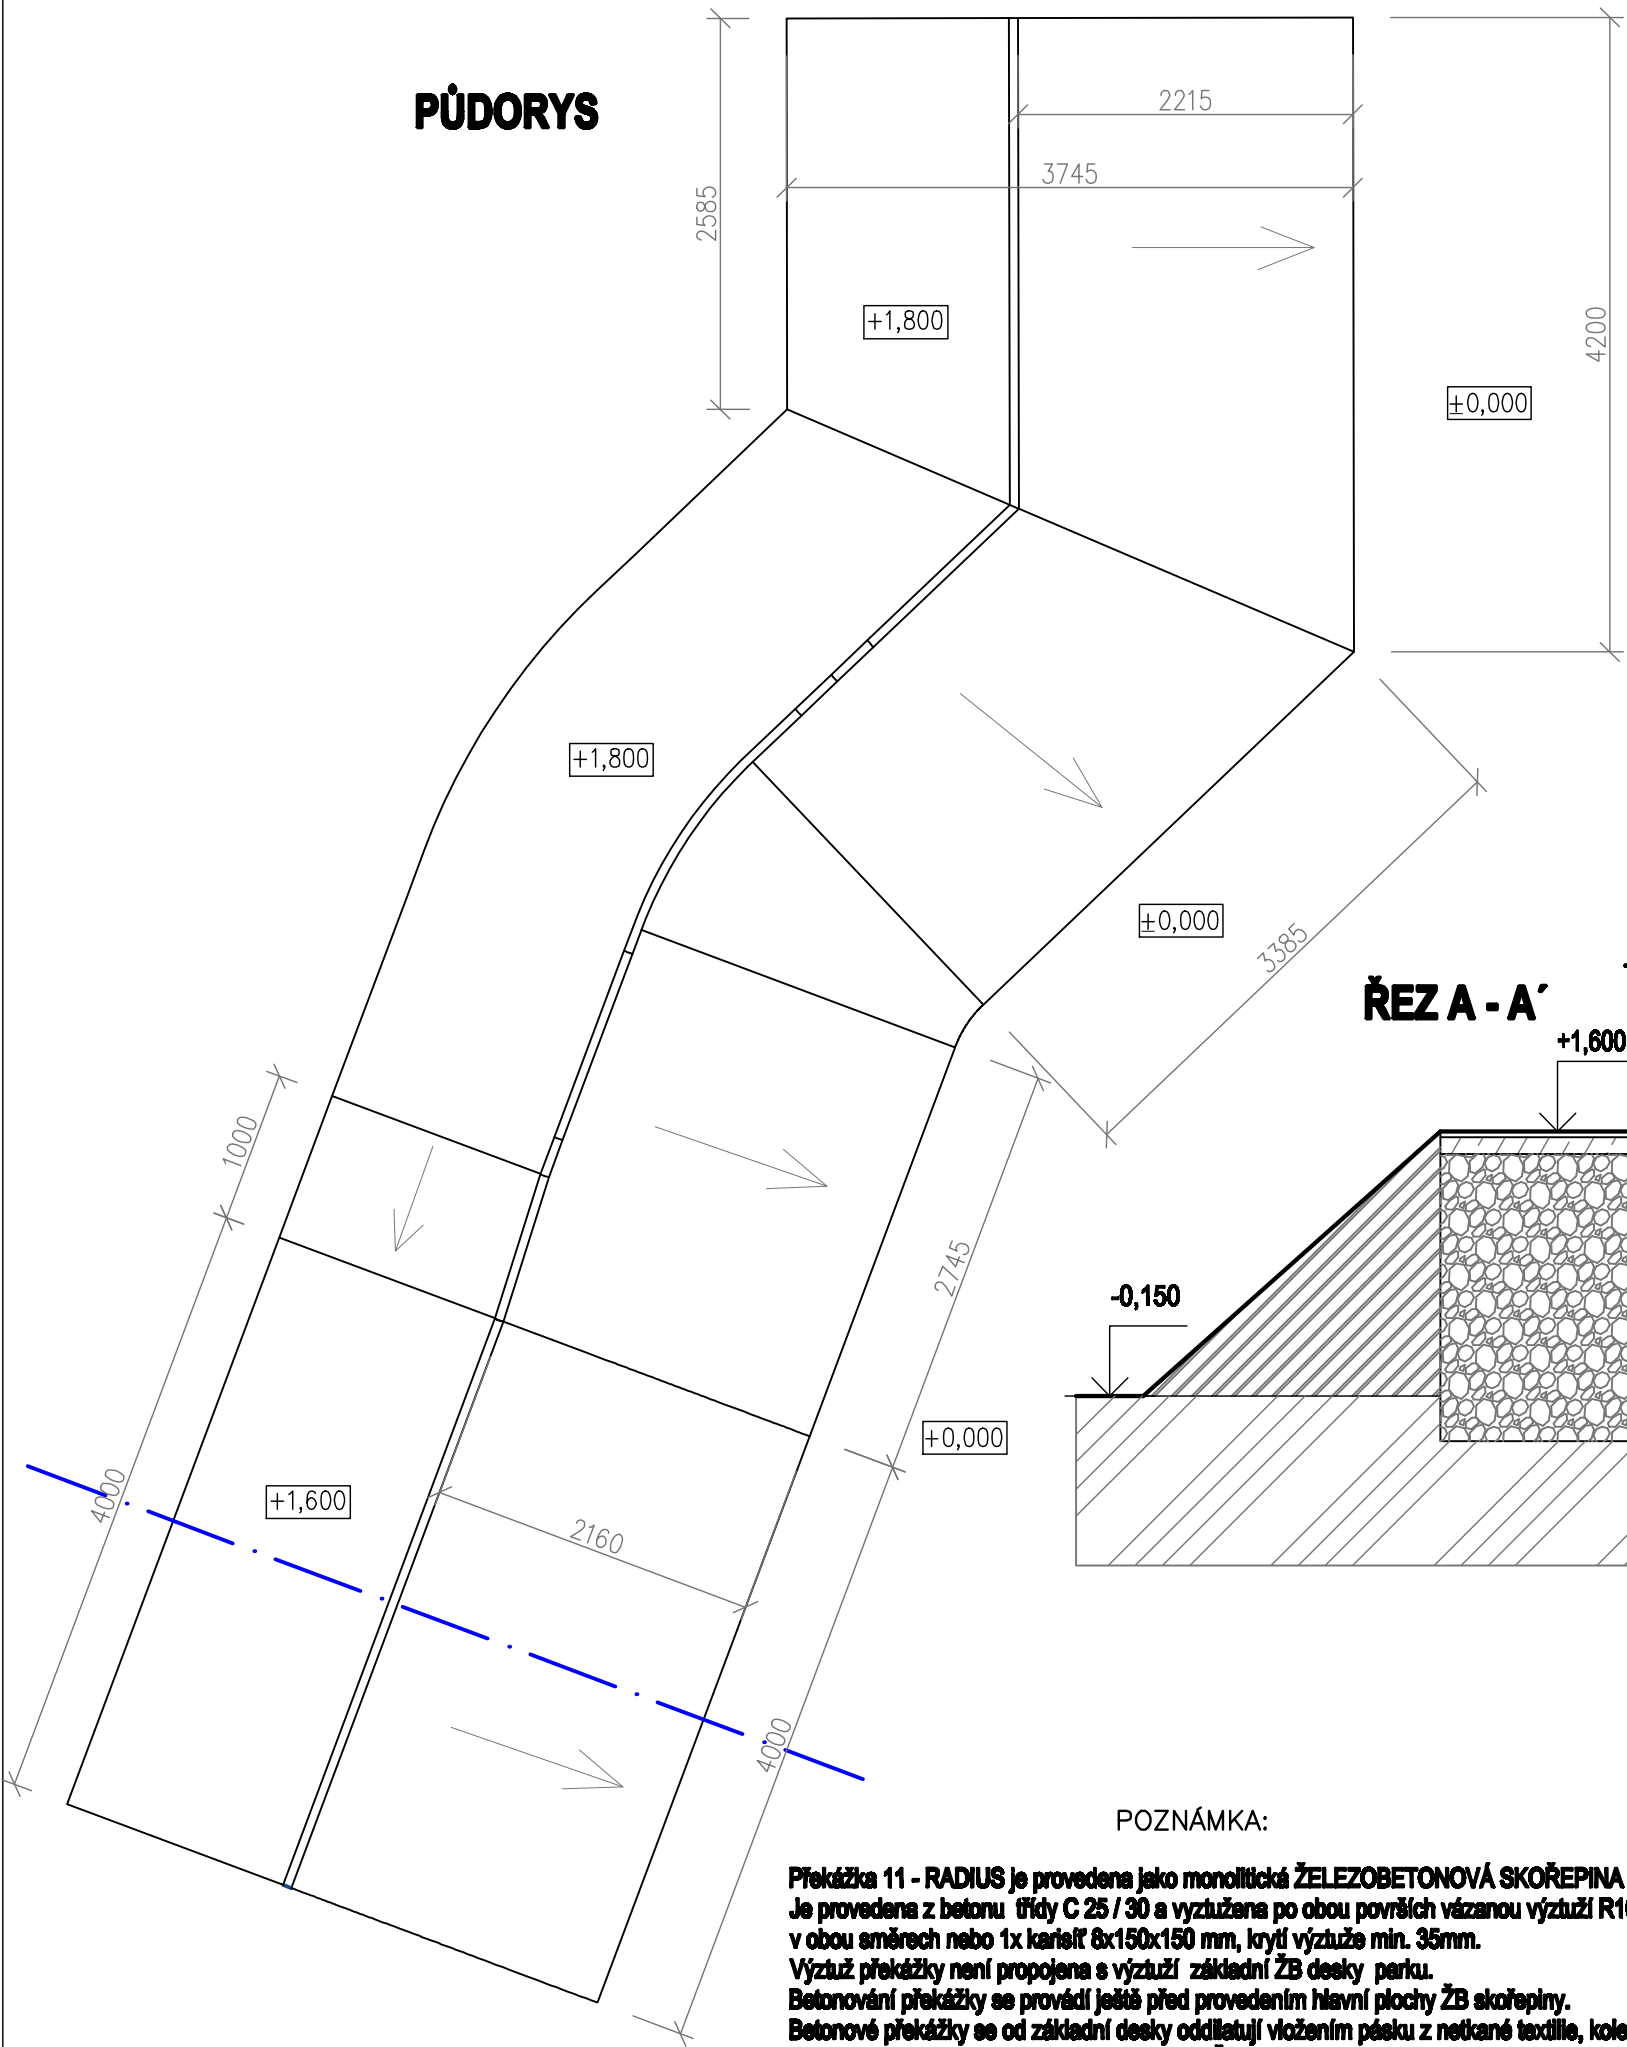 PŮDORYS
2215
3745
2585
+1,800
4200
±0,000
+1,800
±0,000
3385
ŘEZ A - A´
+1,600
1000
2745
-0,150
+0,000
4000
+1,600
2160
4000
POZNÁMKA:
Překážka 11 - RADIUS je provedena jako monolitická ŽELEZOBETONOVÁ SKOŘEPINA
Je provedena z betonu třídy C 25 / 30 a vyztužena po obou površích vázanou výztuží
v obou směrech nebo 1x karisíť 8x150x150 mm, krytí výztuže min. 35mm.
Výztuž překážky není propojena s výztuží základní ŽB desky parku.
Betonování překážky se provádí ještě před provedením hlavní plochy ŽB skořepiny.
Betonové překážky se od základní desky oddilatují vložením pásku z netkané textilie,